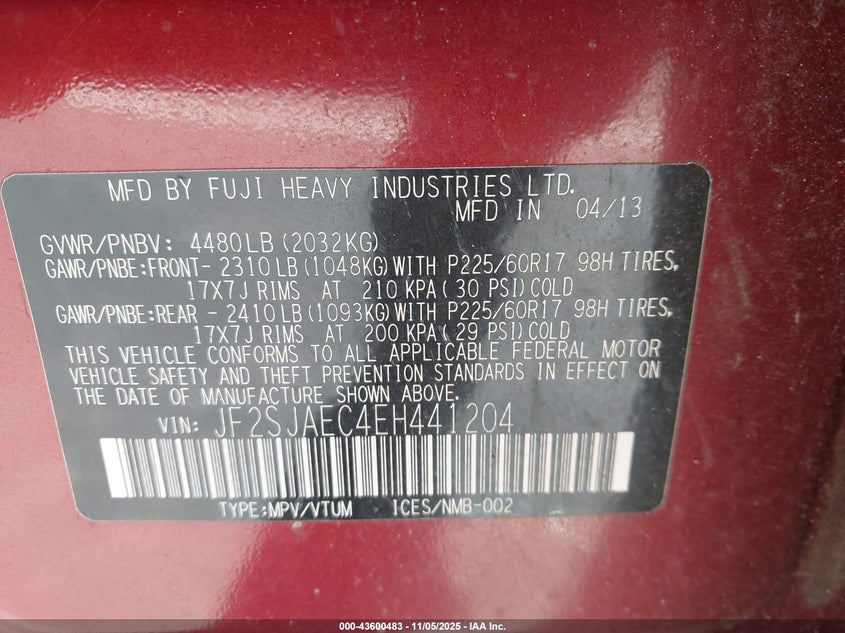 MFD BY FUJI HEAVY INDUSTRIES LTD.
MFD IN 04/13
GVWR/PNBV: 4480LB(2032KG)
GAWR/PNBE:FRONT- 2310LB(1048KG)WITH P225/60R17 98H TIRES,
17X7J RIMS AT 210 KPA(30 PSI)COLD
GAWR/PNBE:REAR - 2410LB(1093KG)WITH P225/60R17 98H TIRES,
17X7J RIMS AT 200 KPA(29 PSI)COLD
THIS VEHICLE CONFORMS TO ALL APPLICABLE FEDERAL MOTOR
VEHICLE SAFETY AND THEFT PREVENTION STANDARDS IN EFFECT ON
THE DATE OF MANUFACTURE SHOWN ABOVE.
VIN: JF2SJAEC4EH441204
TYPE:MPV/VTUM ICES/NMB-002
000-43600483 - 11/05/2025 - IAA Inc.